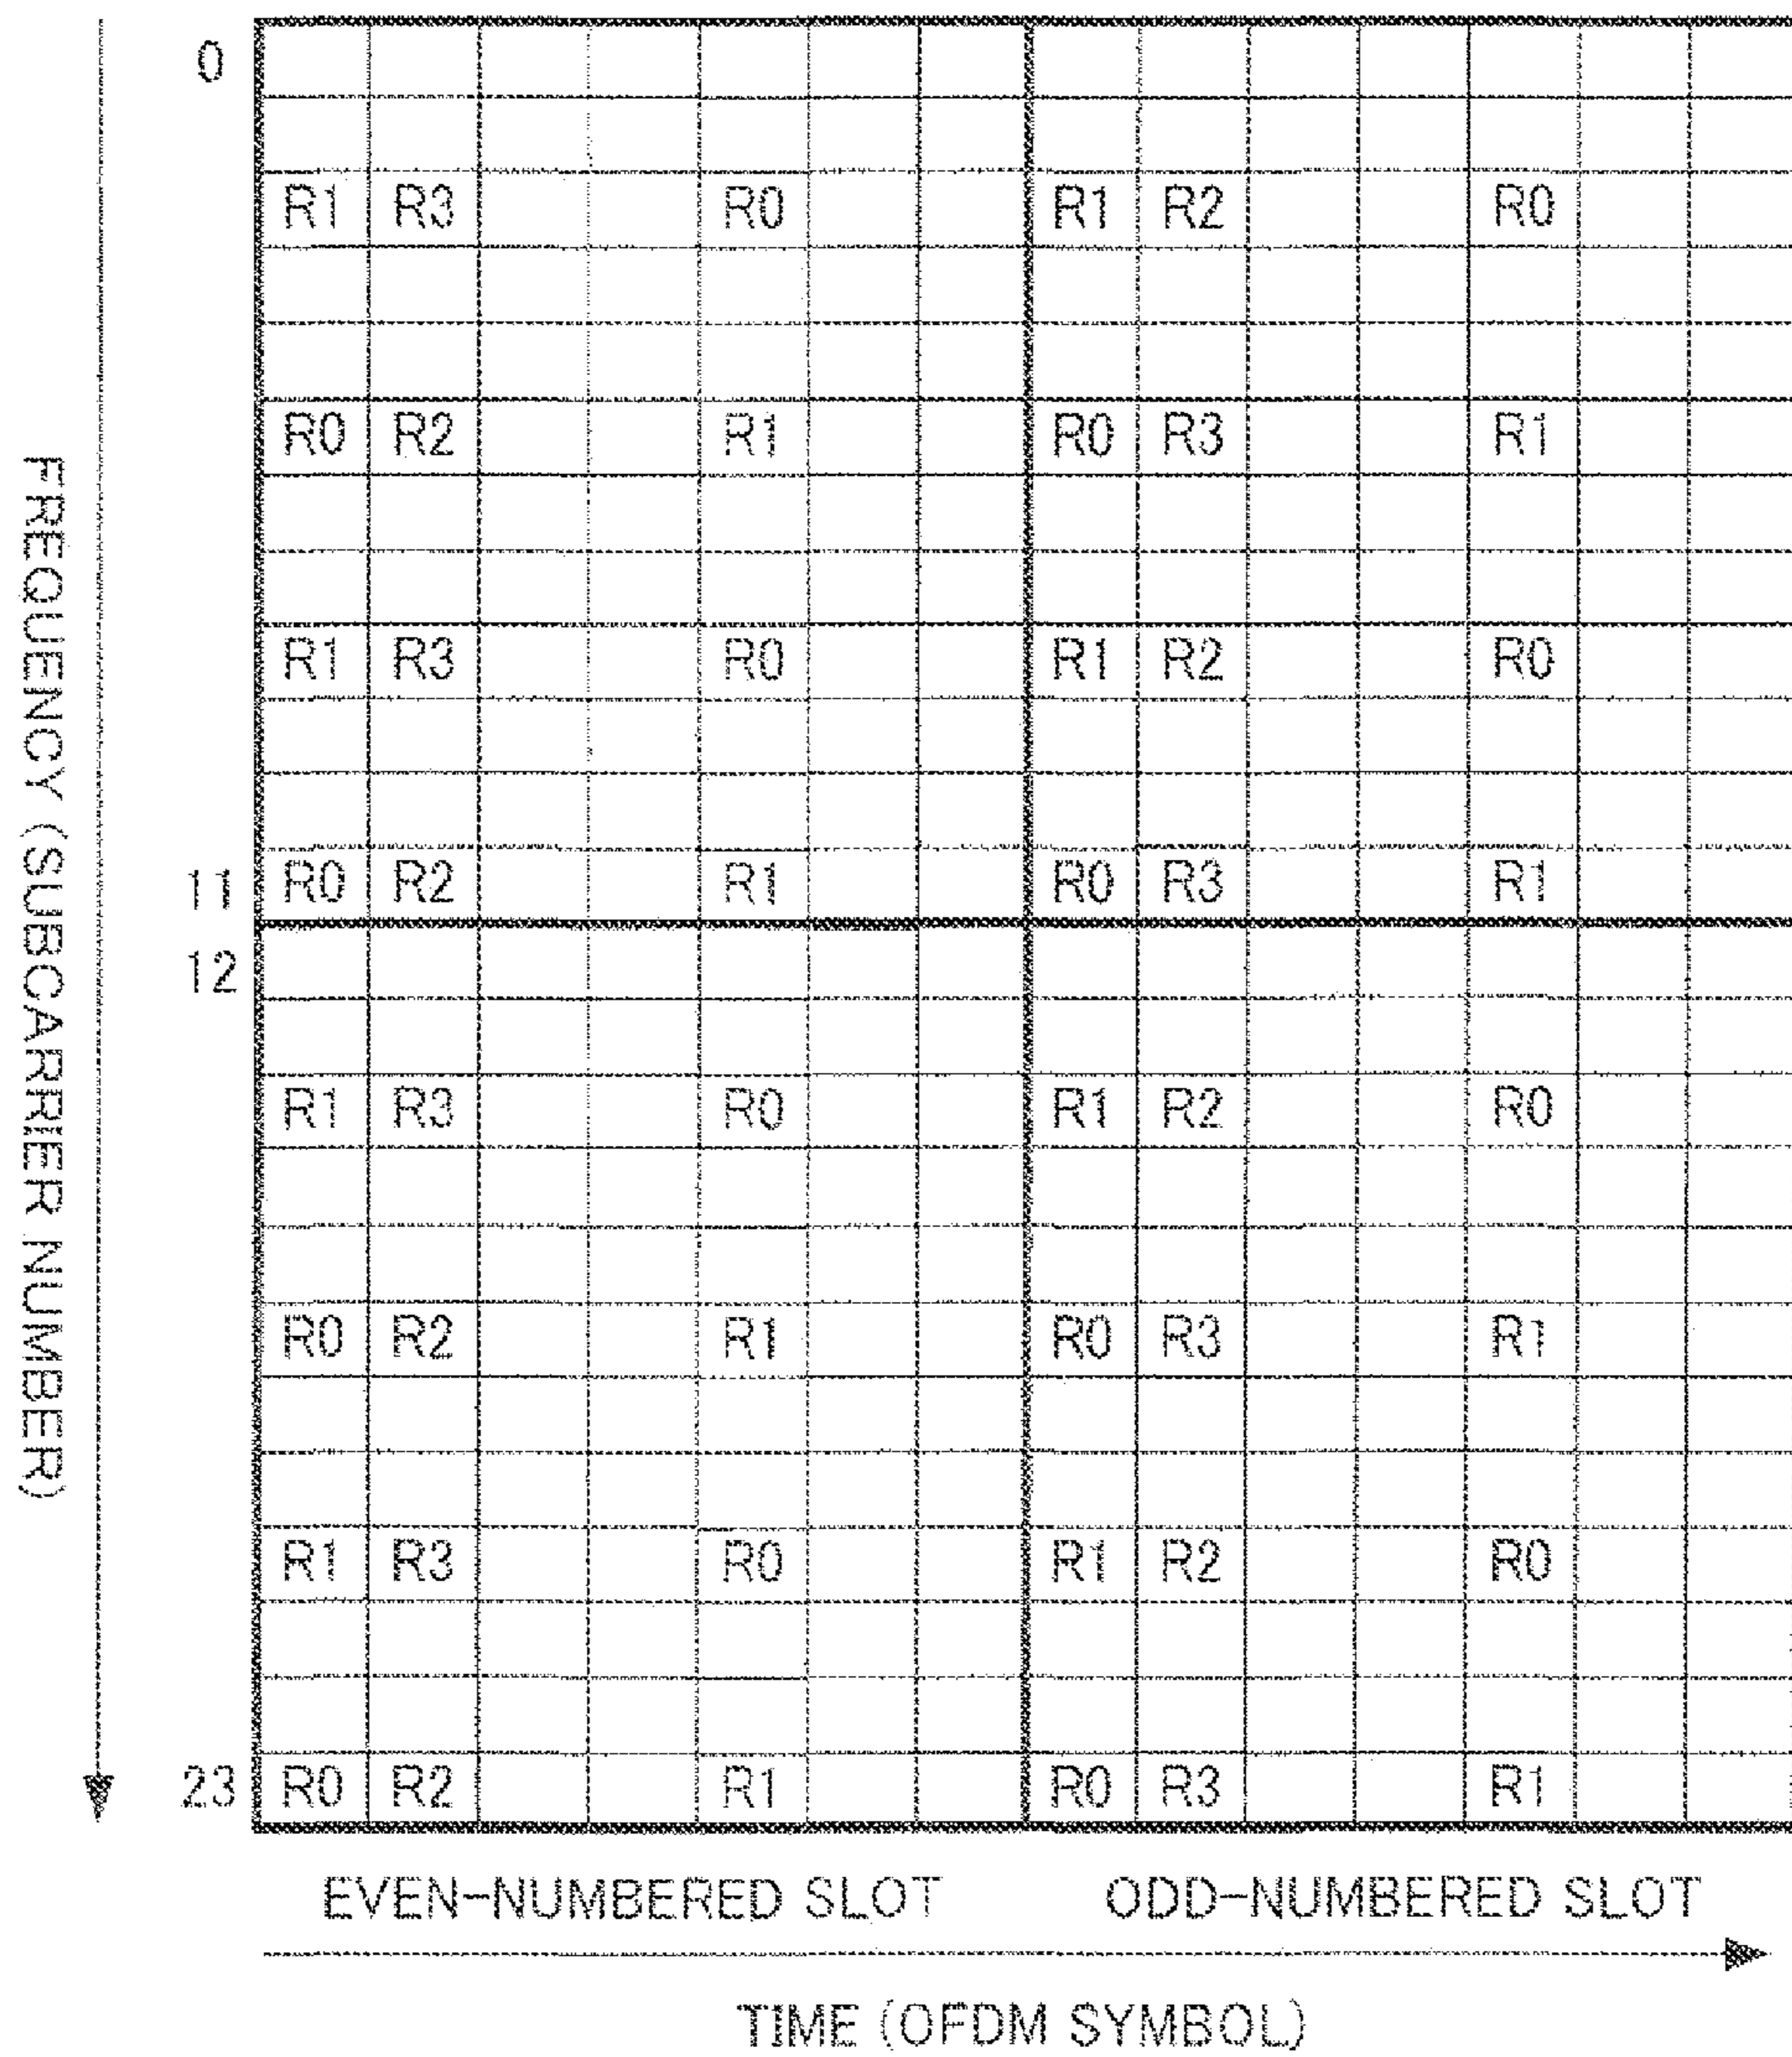 FREQUENCY (SUBCARRIER NUMBER)
0
R1 R3 R0 R1 R2 R0
R0 R2 R1 R0 R3 R1
R1 R3 R0 R1 R2 R0
11 R0 R2 R1 R0 R3 R1
12
R1 R3 R0 R1 R2 R0
R0 R2 R1 R0 R3 R1
R1 R3 R0 R1 R2 R0
23 R0 R2 R1 R0 R3 R1
EVEN-NUMBERED SLOT ODD-NUMBERED SLOT
TIME (OFDM SYMBOL)